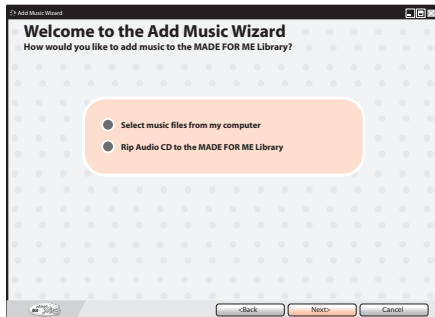 Add Music Wizard
Welcome to the Add Music Wizard
How would you like to add music to the MADE FOR ME Library?
Select music files from my computer
Rip Audio CD to the MADE FOR ME Library
<Back
Next>
Cancel